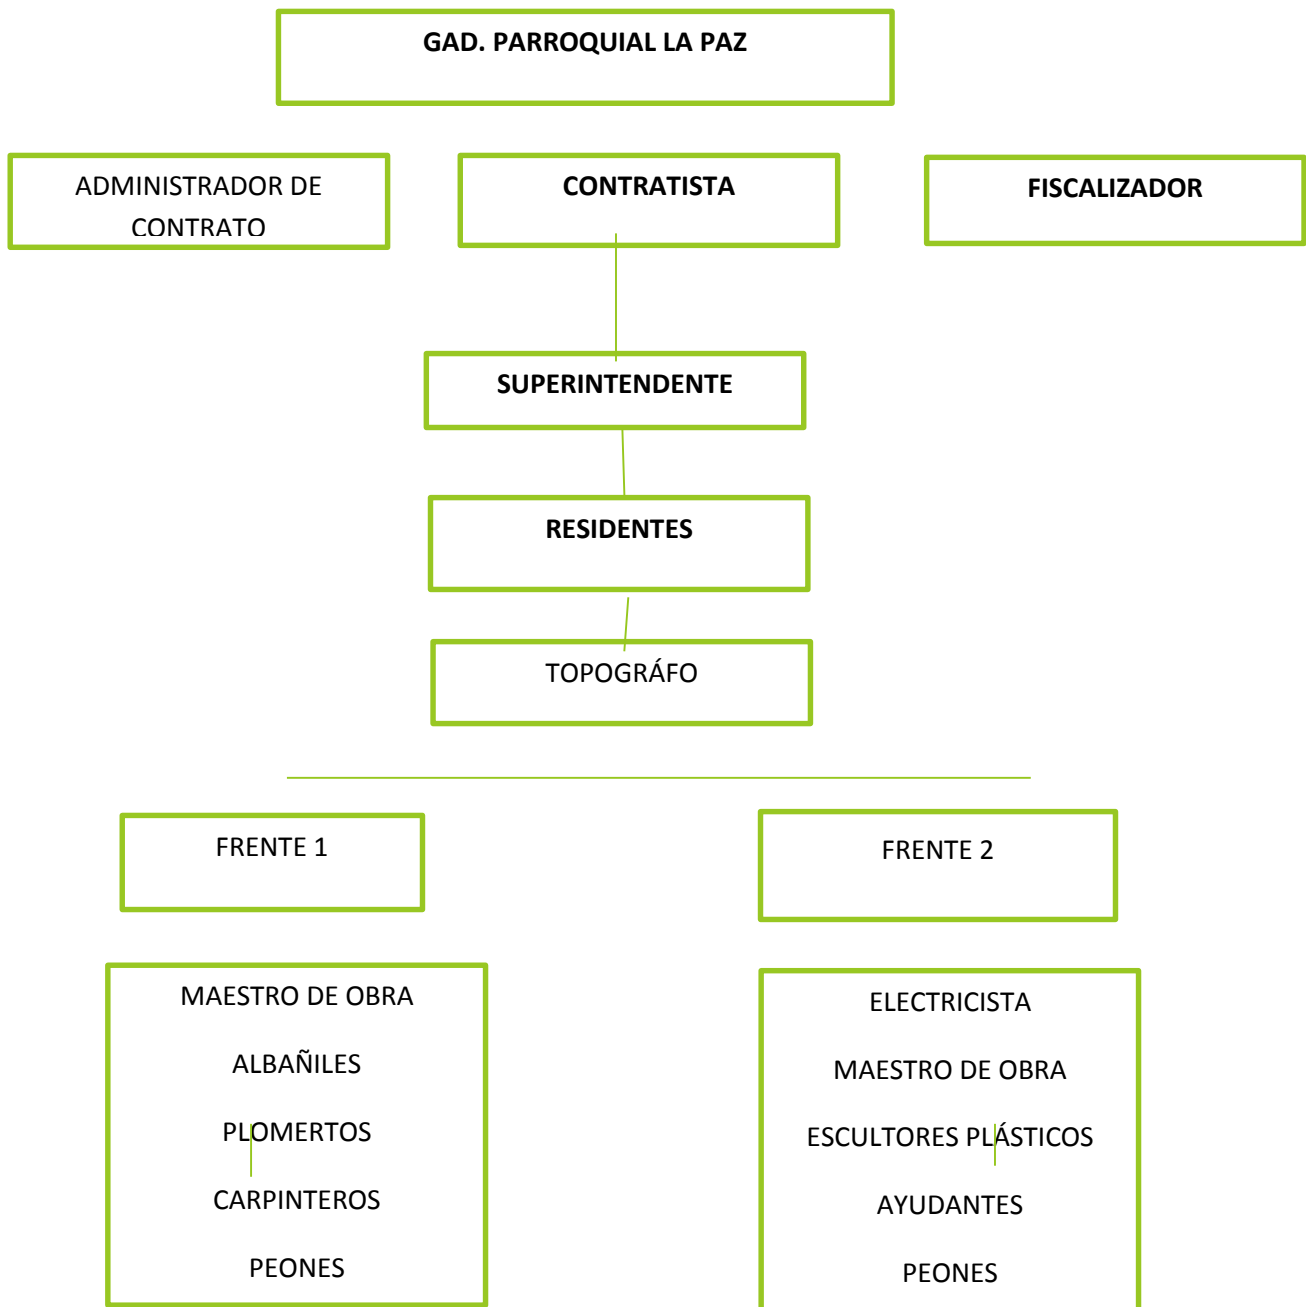 GAD. PARROQUIAL LA PAZ
ADMINISTRADOR DE
CONTRATO
CONTRATISTA
FISCALIZADOR
SUPERINTENDENTE
RESIDENTES
TOPOGRÁFO
FRENTE 1
FRENTE 2
MAESTRO DE OBRA
ALBAÑILES
PLOMERTOS
CARPINTEROS
PEONES
ELECTRICISTA
MAESTRO DE OBRA
ESCULTORES PLÁSTICOS
AYUDANTES
PEONES